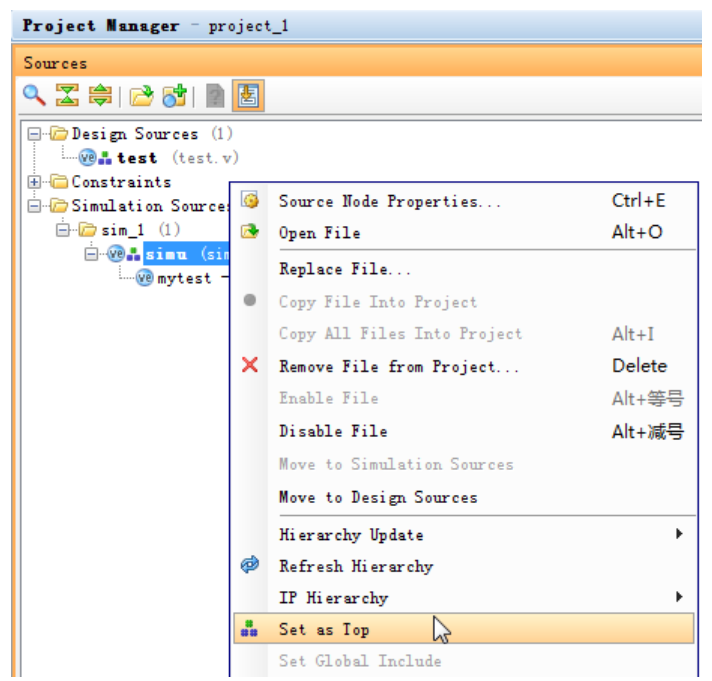 Project Manager - project_1
Sources
Design Sources (1)
test (test.v)
Constraints
Simulation Sources
sim_1 (1)
simu (sim
mytest -
Source Node Properties... Ctrl+E
Open File Alt+O
Replace File...
Copy File Into Project
Copy All Files Into Project Alt+I
Remove File from Project... Delete
Enable File Alt+等号
Disable File Alt+减号
Move to Simulation Sources
Move to Design Sources
Hierarchy Update
Refresh Hierarchy
IP Hierarchy
Set as Top
Set Global Include